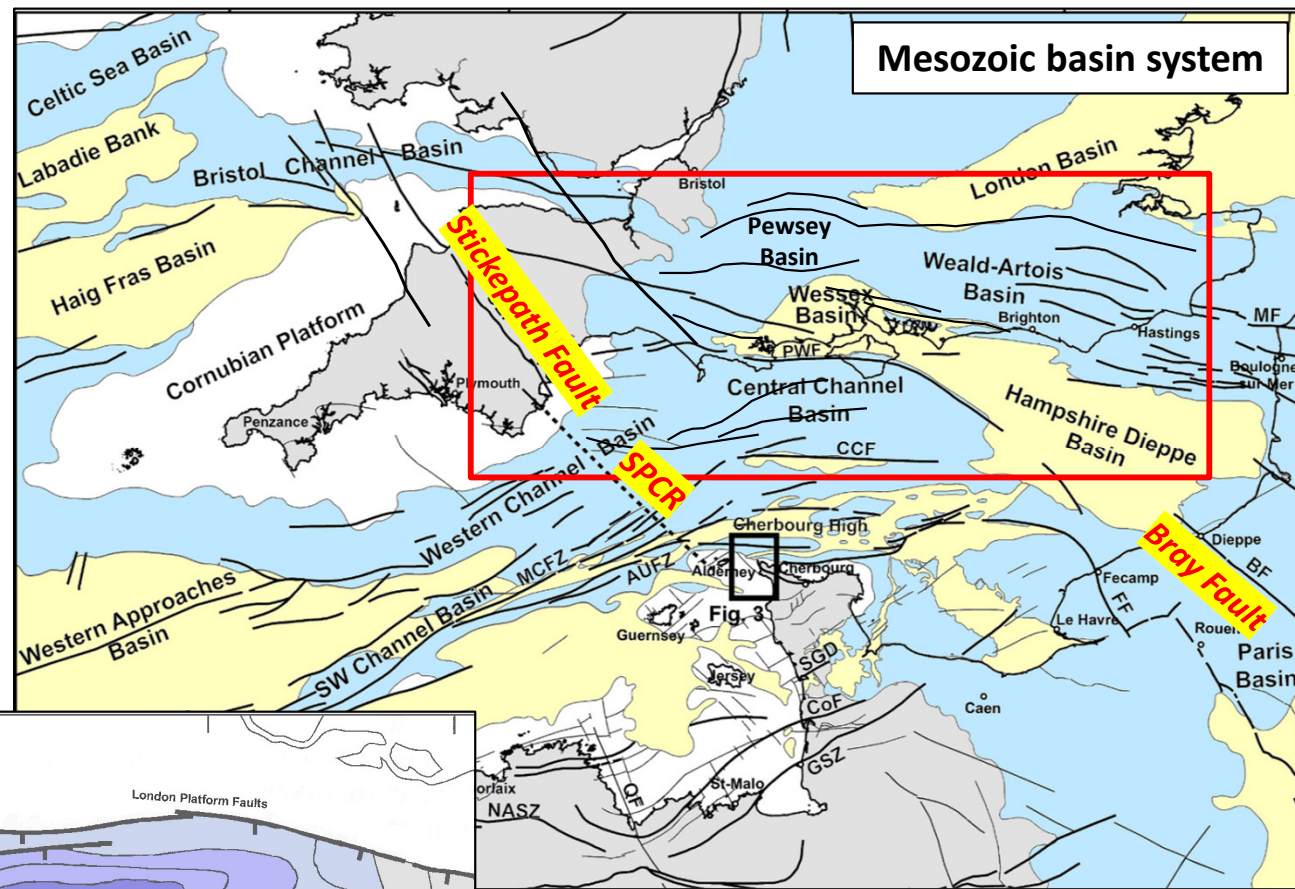 Mesozoic basin system
Celtic Sea Basin
Labadie Bank
Bristol Channel Basin
Bristol
London Basin
Haig Fras Basin
Stickepath Fault
Pewsey
Basin
Weald-Artois
Basin
Wessex
Basin
Brighton
Hastings
MF
Boulogne
sur Mer
Cornubian Platform
Plymouth
Penzance
PWF
Central Channel
Basin
Hampshire Dieppe
Basin
CCF
SPCR
Western Channel Basin
Cherbourg High
Dieppe
Bray Fault
BF
MCFZ
AUFZ
Alderney
Cherbourg
Fecamp
FF
Western Approaches
Basin
SW Channel Basin
Guernsey
Fig. 3
Le Havre
Rouen
Paris
Basin
Jersey
SGD
CoF
Caen
GSZ
St-Malo
QF
orlaix
NASZ
London Platform Faults